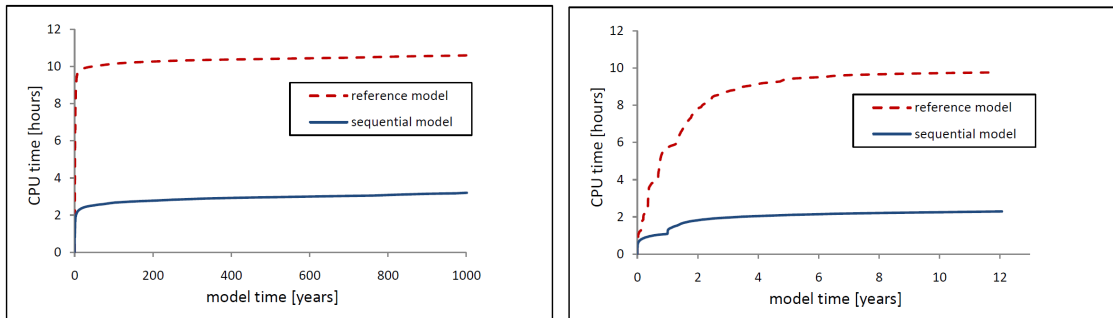 12
10
8
6
4
2
0
CPU time [hours]
reference model
sequential model
0 200 400 600 800 1000
model time [years]
12
10
8
6
4
2
0
CPU time [hours]
reference model
sequential model
0 2 4 6 8 10 12
model time [years]